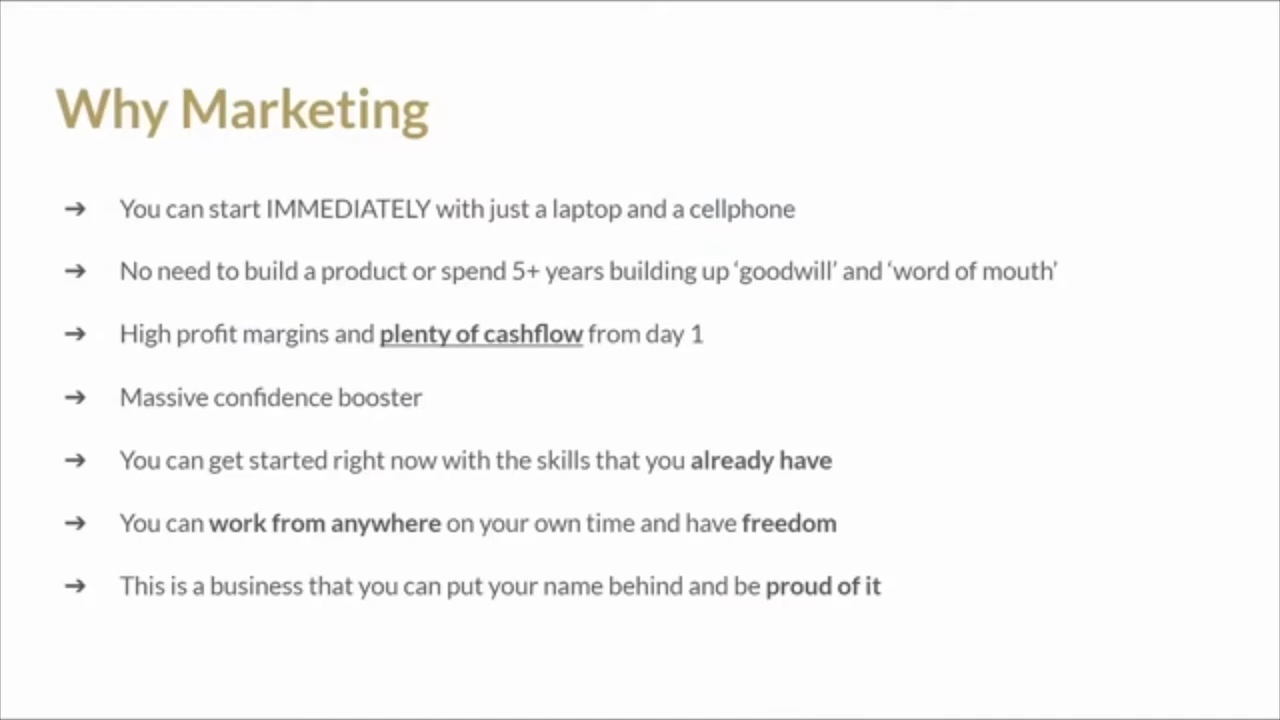 Why Marketing
➔ You can start IMMEDIATELY with just a laptop and a cellphone
➔ No need to build a product or spend 5+ years building up ‘goodwill’ and ‘word of mouth’
➔ High profit margins and plenty of cashflow from day 1
➔ Massive confidence booster
➔ You can get started right now with the skills that you already have
➔ You can work from anywhere on your own time and have freedom
➔ This is a business that you can put your name behind and be proud of it